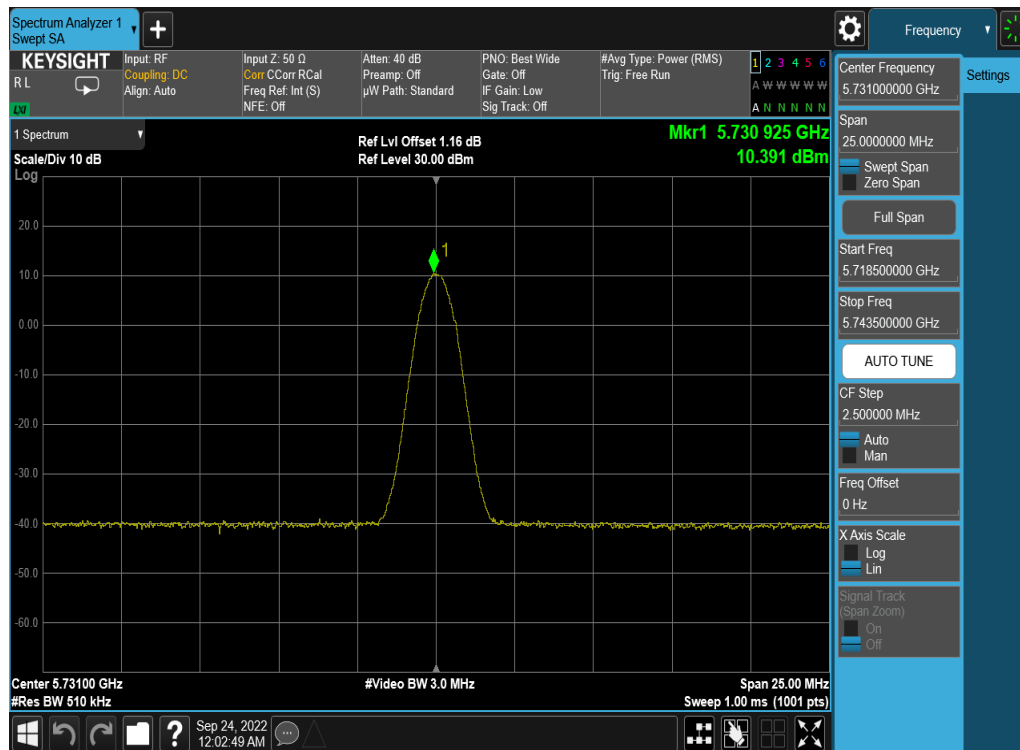 Spectrum Analyzer 1
Swept SA
Frequency
KEYSIGHT
R L
LXI
Input: RF
Coupling: DC
Align: Auto
Input Z: 50 Ω
Corr CCorr RCal
Freq Ref: Int (S)
NFE: Off
Atten: 40 dB
Preamp: Off
µW Path: Standard
PNO: Best Wide
Gate: Off
IF Gain: Low
Sig Track: Off
#Avg Type: Power (RMS)
Trig: Free Run
1 2 3 4 5 6
A W W W W W
A N N N N N
1 Spectrum
Scale/Div 10 dB
Log
Ref Lvl Offset 1.16 dB
Ref Level 30.00 dBm
Mkr1 5.730 925 GHz
10.391 dBm
1
20.0
10.0
0.00
-10.0
-20.0
-30.0
-40.0
-50.0
-60.0
Center 5.73100 GHz
#Res BW 510 kHz
#Video BW 3.0 MHz
Span 25.00 MHz
Sweep 1.00 ms (1001 pts)
Sep 24, 2022
12:02:49 AM
?
Center Frequency
5.731000000 GHz
Settings
Span
25.0000000 MHz
Swept Span
Zero Span
Full Span
Start Freq
5.718500000 GHz
Stop Freq
5.743500000 GHz
AUTO TUNE
CF Step
2.500000 MHz
Auto
Man
Freq Offset
0 Hz
X Axis Scale
Log
Lin
Signal Track
(Span Zoom)
On
Off